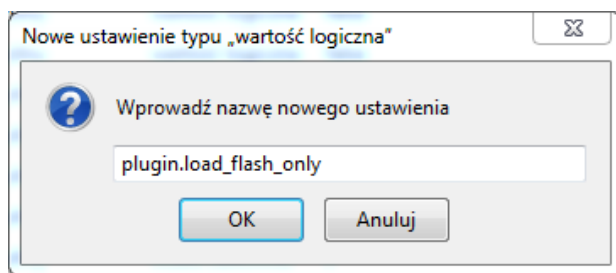 Nowe ustawienie typu „wartość logiczna”
Wprowadź nazwę nowego ustawienia
plugin.load_flash_only
OK
Anuluj